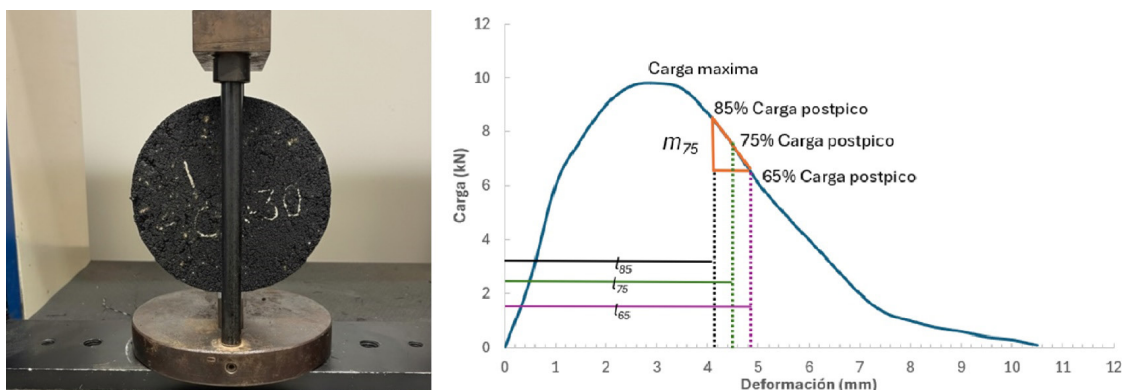 -30
12
10
8
6
4
2
0
Carga (kN)
Carga maxima
85% Carga postpico
m75
75% Carga postpico
65% Carga postpico
l85
l75
l65
0 1 2 3 4 5 6 7 8 9 10 11 12
Deformación (mm)